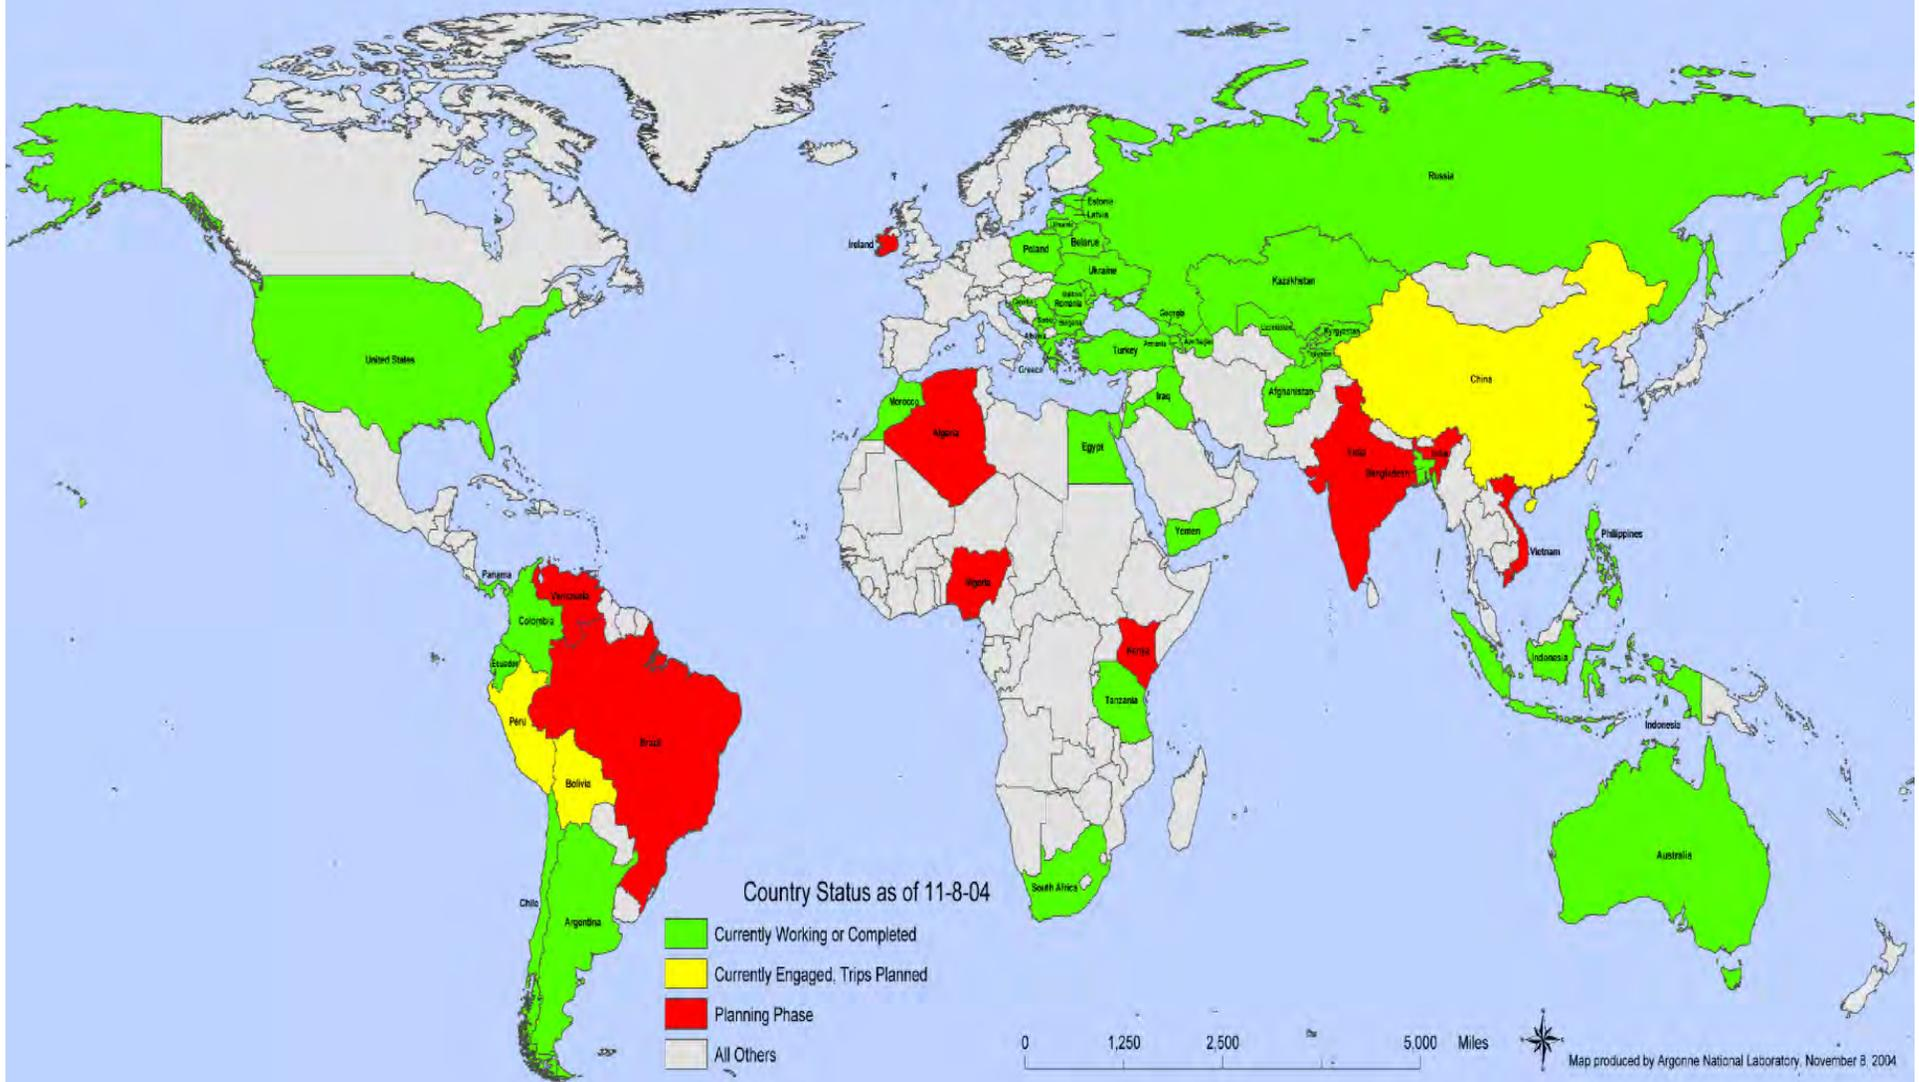 Russia
Estonia
Latvia
Ireland
Poland
Belarus
Ukraine
Kazakhstan
Romania
Georgia
Bulgaria
Kyrgyzstan
United States
Turkey
Armenia
Azerbaijan
Greece
China
Afghanistan
Morocco
Iraq
Algeria
Egypt
India
India
Bangladesh
Yemen
Philippines
Vietnam
Panama
Nigeria
Venezuela
Colombia
Kenya
Indonesia
Ecuador
Tanzania
Peru
Indonesia
Brazil
Bolivia
Australia
South Africa
Country Status as of 11-8-04
Chile
Argentina
Currently Working or Completed
Currently Engaged, Trips Planned
Planning Phase
All Others
0 1,250 2,500 5,000 Miles
Map produced by Argonne National Laboratory, November 8, 2004